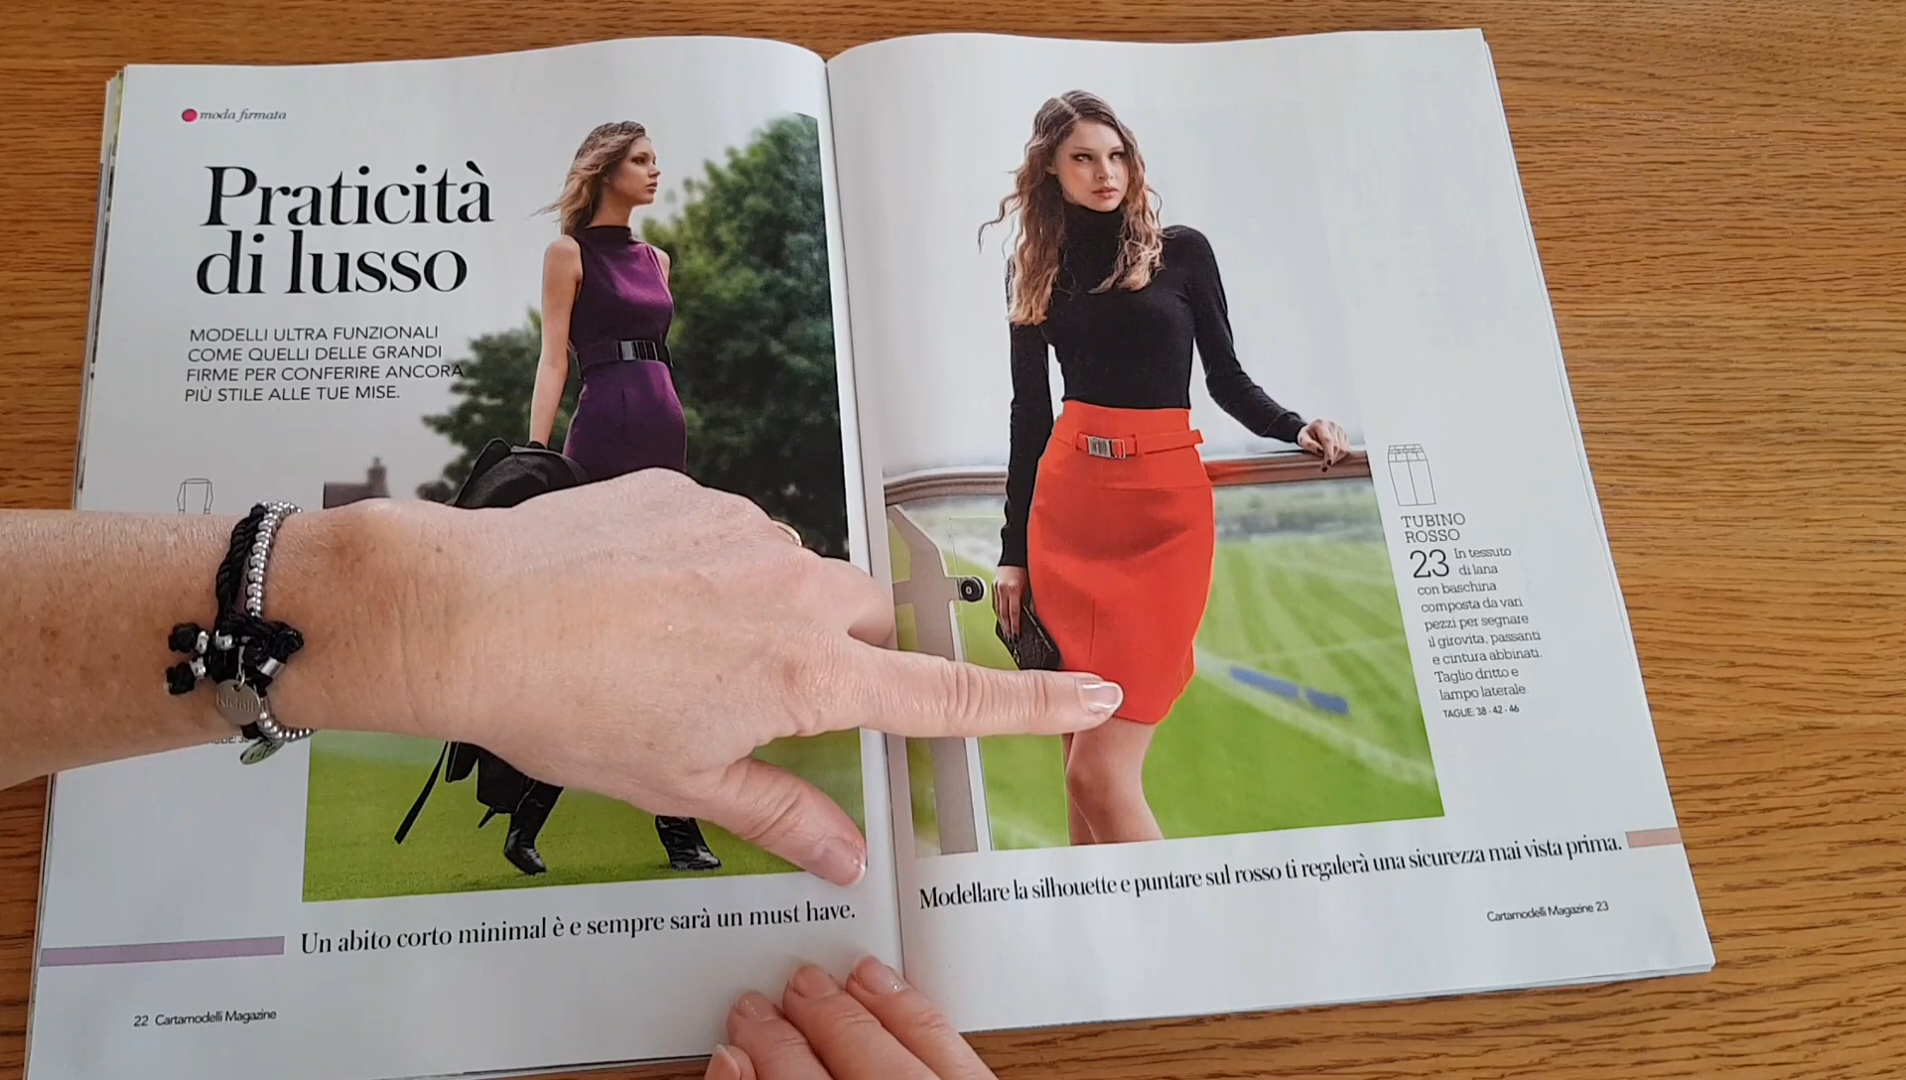 moda firmata
Praticità
di lusso
MODELLI ULTRA FUNZIONALI
COME QUELLI DELLE GRANDI
FIRME PER CONFERIRE ANCORA
PIÙ STILE ALLE TUE MISE.
Un abito corto minimal è e sempre sarà un must have.
22 Cartamodelli Magazine
TUBINO
ROSSO
23 In tessuto
di lana
con baschina
composta da vari
pezzi per segnare
il girovita, passanti
e cintura abbinati.
Taglio dritto e
lampo laterale.
TAGLIE: 38 - 42 - 46
Modellare la silhouette e puntare sul rosso ti regalerà una sicurezza mai vista prima.
Cartamodelli Magazine 23